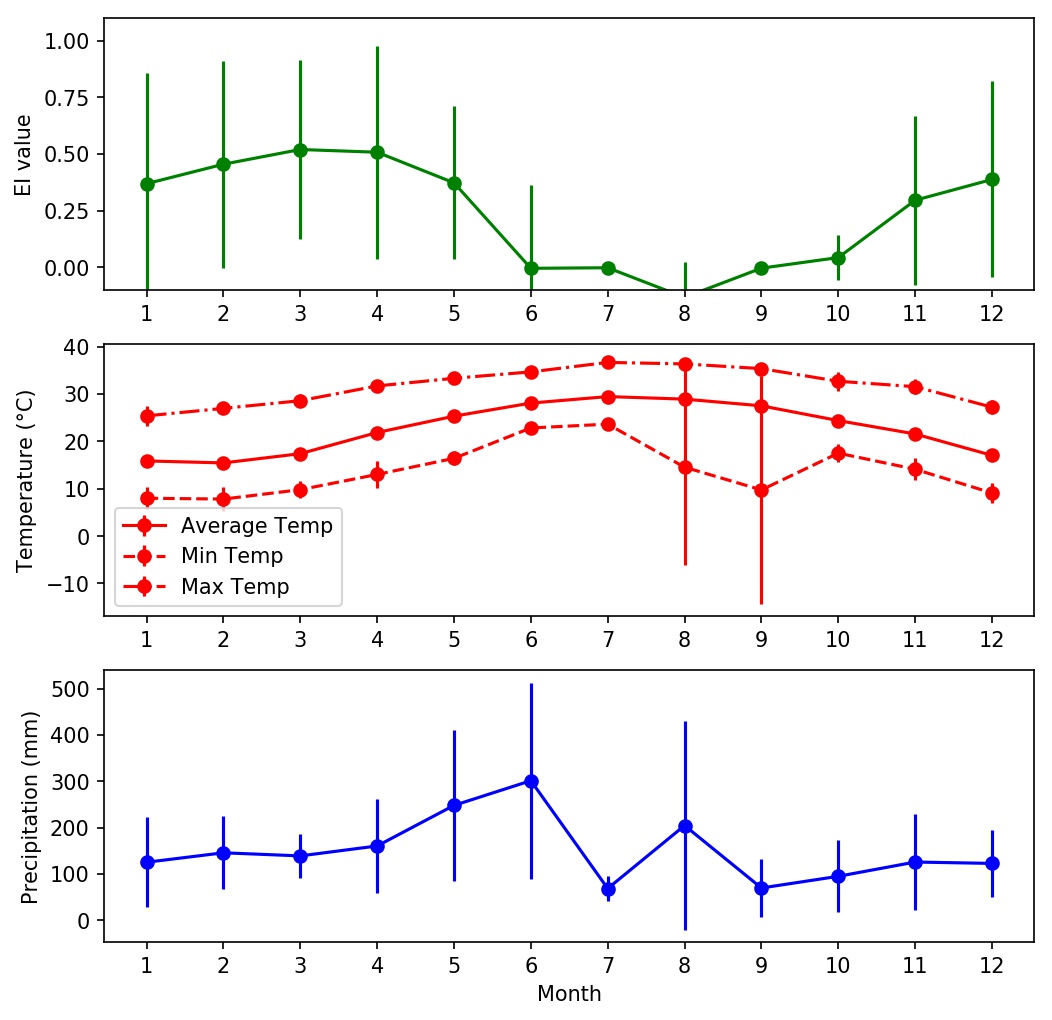 EI value
1.00
0.75
0.50
0.25
0.00
1 2 3 4 5 6 7 8 9 10 11 12
Temperature (°C)
40
30
20
10
0
−10
Average Temp
Min Temp
Max Temp
1 2 3 4 5 6 7 8 9 10 11 12
Precipitation (mm)
500
400
300
200
100
0
1 2 3 4 5 6 7 8 9 10 11 12
Month